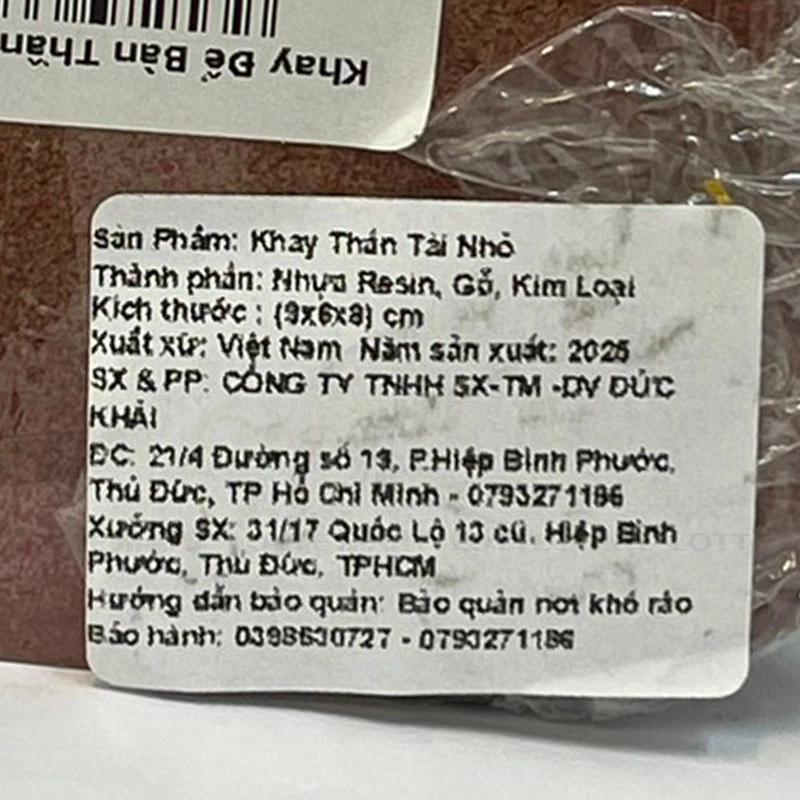 Khay Để Bàn Thần
Sản Phẩm: Khay Thần Tài Nhỏ
Thành phần: Nhựa Resin, Gỗ, Kim Loại
Kích thước : (9x6x8) cm
Xuất xứ: Việt Nam Năm sản xuất: 2025
SX & PP: CÔNG TY TNHH SX-TM -DV ĐỨC
KHẢI
ĐC: 21/4 Đường số 13, P.Hiệp Bình Phước,
Thủ Đức, TP Hồ Chí Minh - 0793271186
Xưởng SX: 31/17 Quốc Lộ 13 cũ, Hiệp Bình
Phước, Thủ Đức, TPHCM
Hướng dẫn bảo quản: Bảo quản nơi khô ráo
Bảo hành: 0398630727 - 0793271186